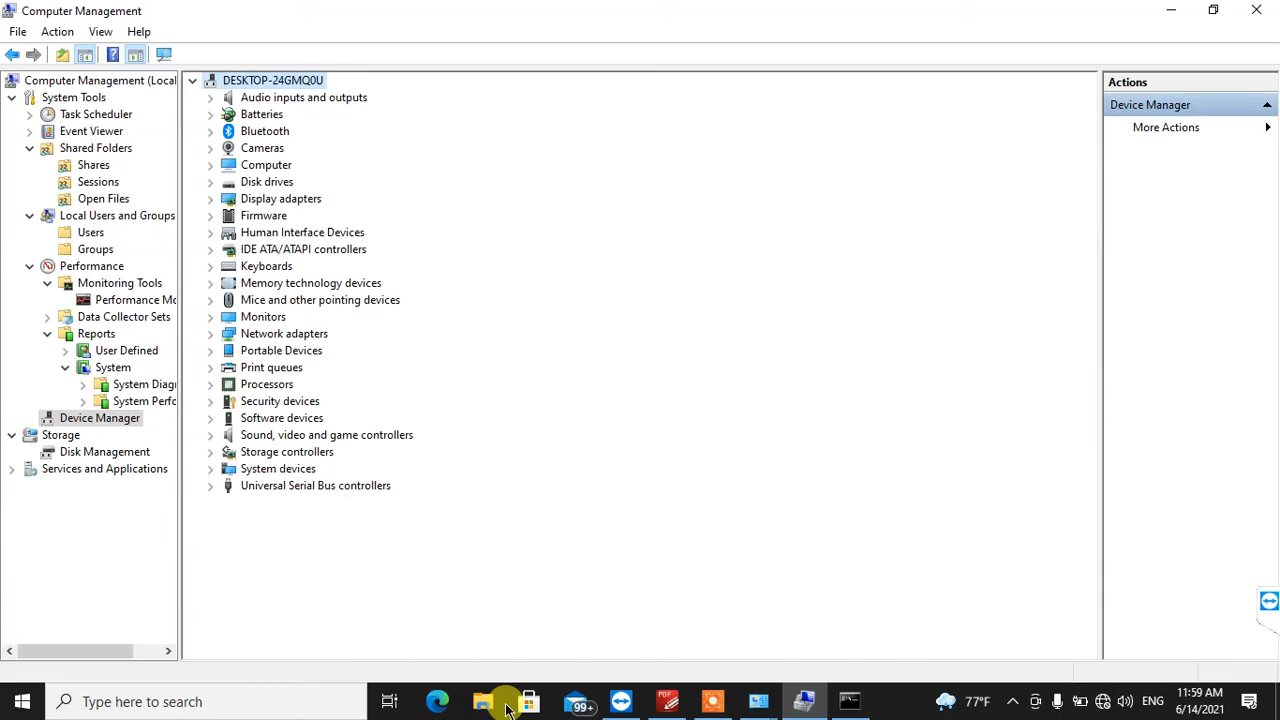 Computer Management
File Action View Help
Computer Management (Local
System Tools
Task Scheduler
Event Viewer
Shared Folders
Shares
Sessions
Open Files
Local Users and Groups
Users
Groups
Performance
Monitoring Tools
Performance Mo
Data Collector Sets
Reports
User Defined
System
System Diagr
System Perfo
Device Manager
Storage
Disk Management
Services and Applications
DESKTOP-24GMQ0U
Audio inputs and outputs
Batteries
Bluetooth
Cameras
Computer
Disk drives
Display adapters
Firmware
Human Interface Devices
IDE ATA/ATAPI controllers
Keyboards
Memory technology devices
Mice and other pointing devices
Monitors
Network adapters
Portable Devices
Print queues
Processors
Security devices
Software devices
Sound, video and game controllers
Storage controllers
System devices
Universal Serial Bus controllers
Actions
Device Manager
More Actions
Type here to search
99+
PDF
77°F
ENG
11:59 AM
6/14/2021